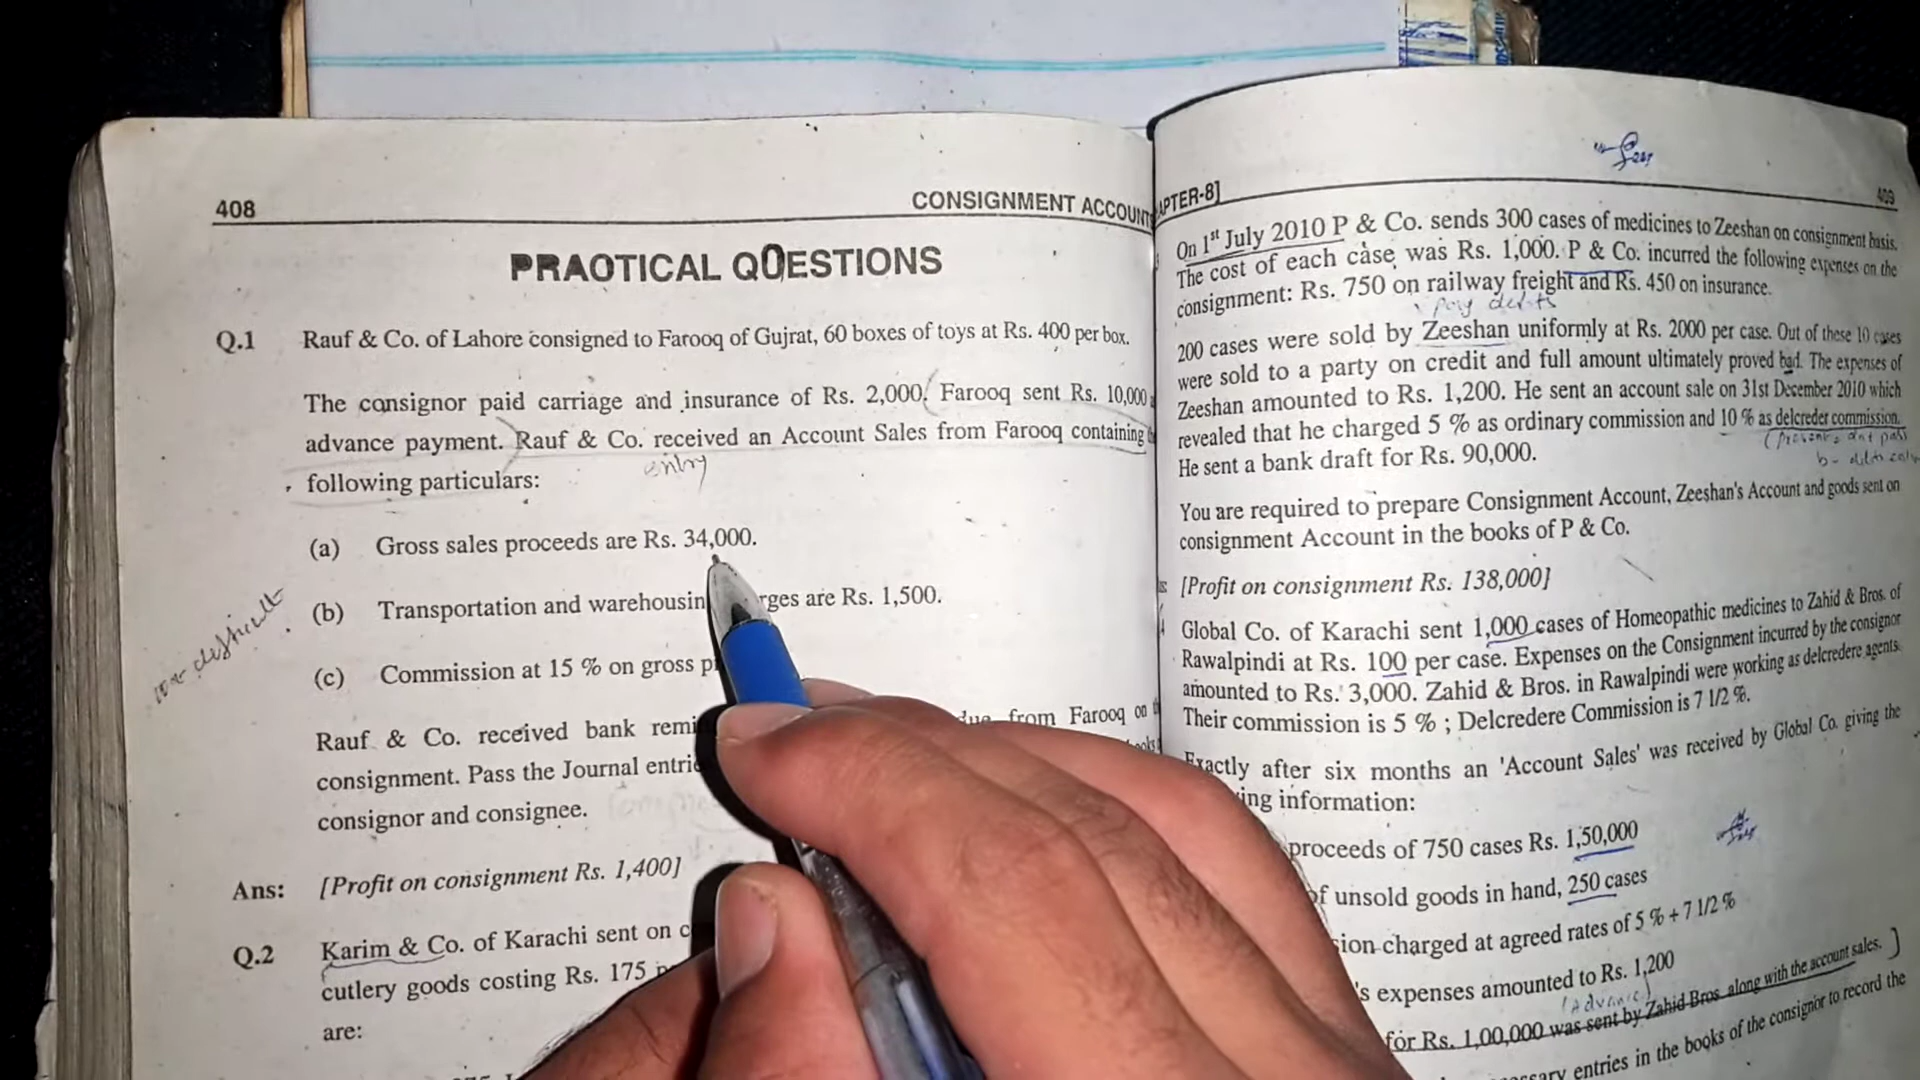 408
CONSIGNMENT ACCOUNT
PRACTICAL QUESTIONS
Q.1 Rauf & Co. of Lahore consigned to Farooq of Gujrat, 60 boxes of toys at Rs. 400 per box.
The consignor paid carriage and insurance of Rs. 2,000. Farooq sent Rs. 10,000
advance payment. Rauf & Co. received an Account Sales from Farooq containing
entry
following particulars:
(a) Gross sales proceeds are Rs. 34,000.
(b) Transportation and warehousin rges are Rs. 1,500.
(c) Commission at 15 % on gross p
Rauf & Co. received bank remi due from Farooq on
consignment. Pass the Journal entri
consignor and consignee.
Ans: [Profit on consignment Rs. 1,400]
Q.2 Karim & Co. of Karachi sent on c
cutlery goods costing Rs. 175 p
are:
APTER-8]
409
On 1st July 2010 P & Co. sends 300 cases of medicines to Zeeshan on consignment basis.
The cost of each case was Rs. 1,000. P & Co. incurred the following expenses on the
consignment: Rs. 750 on railway freight and Rs. 450 on insurance.
200 cases were sold by Zeeshan uniformly at Rs. 2000 per case. Out of these 10 cases
were sold to a party on credit and full amount ultimately proved bad. The expenses of
Zeeshan amounted to Rs. 1,200. He sent an account sale on 31st December 2010 which
revealed that he charged 5 % as ordinary commission and 10 % as delcreder commission.
He sent a bank draft for Rs. 90,000.
You are required to prepare Consignment Account, Zeeshan's Account and goods sent on
consignment Account in the books of P & Co.
[Profit on consignment Rs. 138,000]
Global Co. of Karachi sent 1,000 cases of Homeopathic medicines to Zahid & Bros. of
Rawalpindi at Rs. 100 per case. Expenses on the Consignment incurred by the consignor
amounted to Rs. 3,000. Zahid & Bros. in Rawalpindi were working as delcredere agents.
Their commission is 5 % ; Delcredere Commission is 7 1/2 %.
Exactly after six months an 'Account Sales' was received by Global Co. giving the
ing information:
proceeds of 750 cases Rs. 1,50,000
of unsold goods in hand, 250 cases
ion charged at agreed rates of 5 % + 7 1/2 %
's expenses amounted to Rs. 1,200
(Advance)
for Rs. 1,00,000 was sent by Zahid Bros. along with the account sales.
ssary entries in the books of the consignor to record the